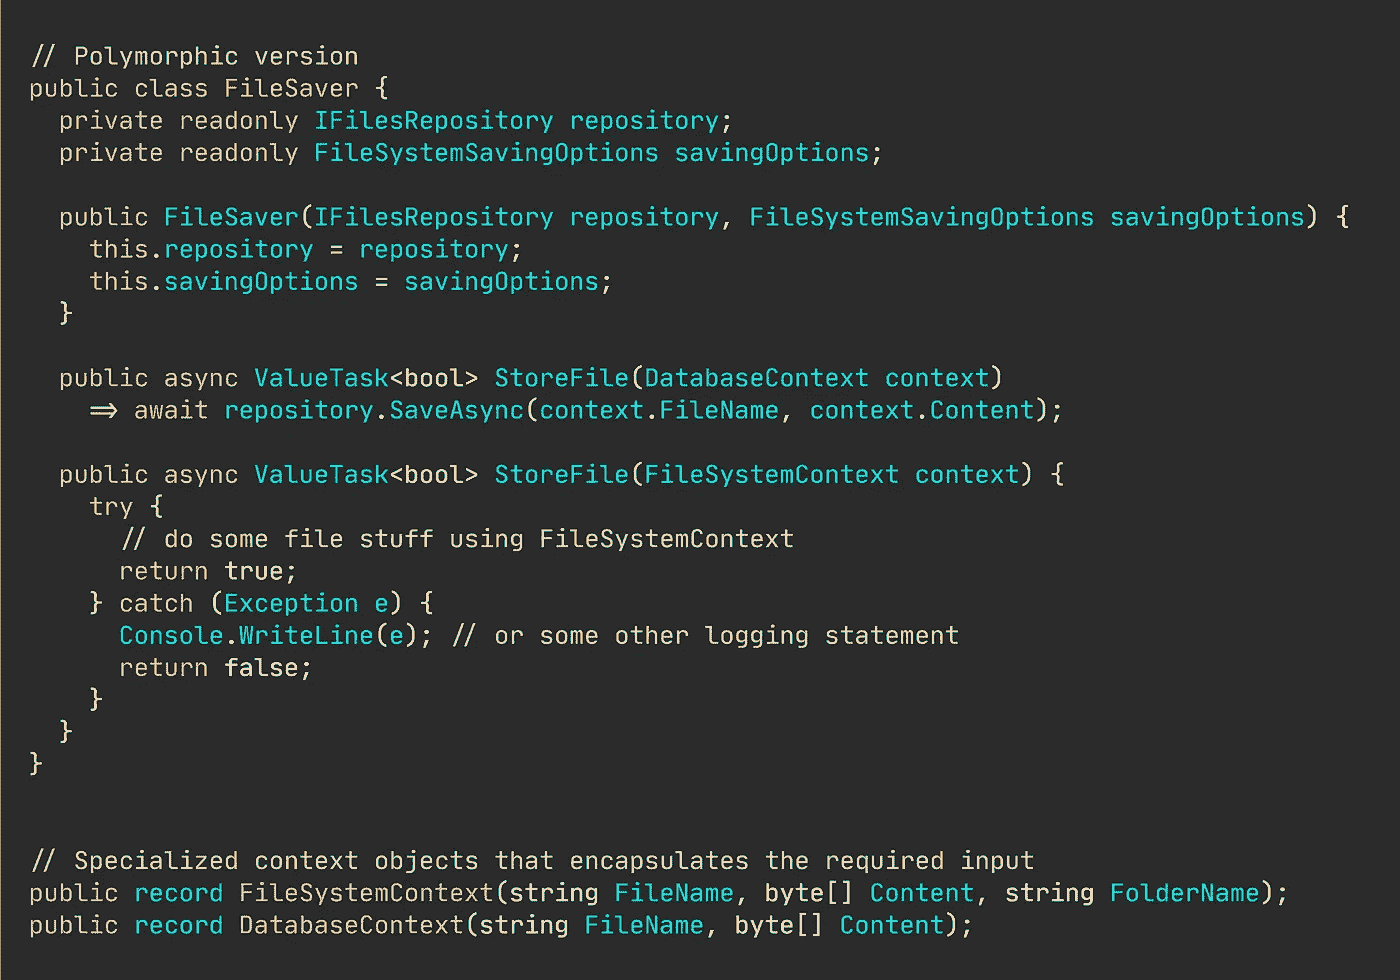 // Polymorphic version
public class FileSaver {
  private readonly IFilesRepository repository;
  private readonly FileSystemSavingOptions savingOptions;

  public FileSaver(IFilesRepository repository, FileSystemSavingOptions savingOptions) {
    this.repository = repository;
    this.savingOptions = savingOptions;
  }

  public async ValueTask<bool> StoreFile(DatabaseContext context)
    => await repository.SaveAsync(context.FileName, context.Content);

  public async ValueTask<bool> StoreFile(FileSystemContext context) {
    try {
      // do some file stuff using FileSystemContext
      return true;
    } catch (Exception e) {
      Console.WriteLine(e); // or some other logging statement
      return false;
    }
  }
}

// Specialized context objects that encapsulates the required input
public record FileSystemContext(string FileName, byte[] Content, string FolderName);
public record DatabaseContext(string FileName, byte[] Content);